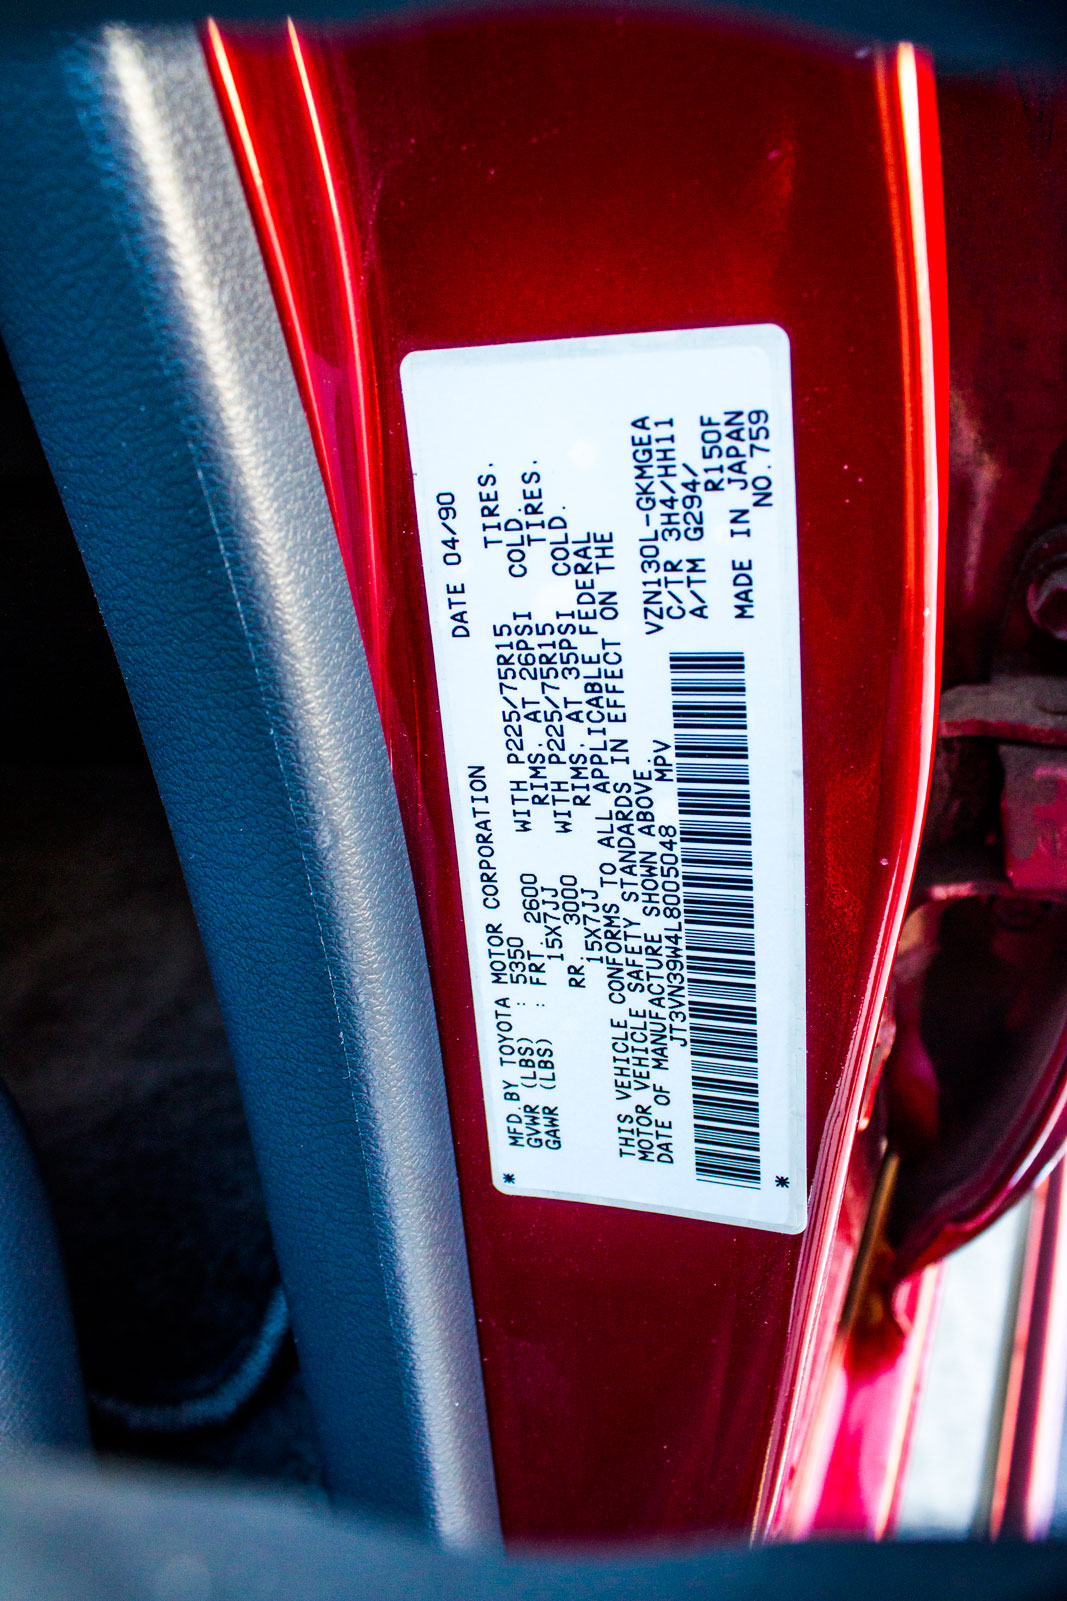 * MFD.BY TOYOTA MOTOR CORPORATION DATE 04/90
GVWR (LBS) : 5350 WITH P225/75R15 TIRES.
GAWR (LBS) : FRT. 2600 RIMS. AT 26PSI COLD.
15X7JJ WITH P225/75R15 TIRES.
RR. 3000 RIMS. AT 35PSI COLD.
15X7JJ
THIS VEHICLE CONFORMS TO ALL APPLICABLE FEDERAL
MOTOR VEHICLE SAFETY STANDARDS IN EFFECT ON THE
DATE OF MANUFACTURE SHOWN ABOVE.
JT3VN39W4L8005048 MPV
VZN130L-GKMGEA
C/TR 3H4/HH11
A/TM G294/
R150F
MADE IN JAPAN
* NO.759